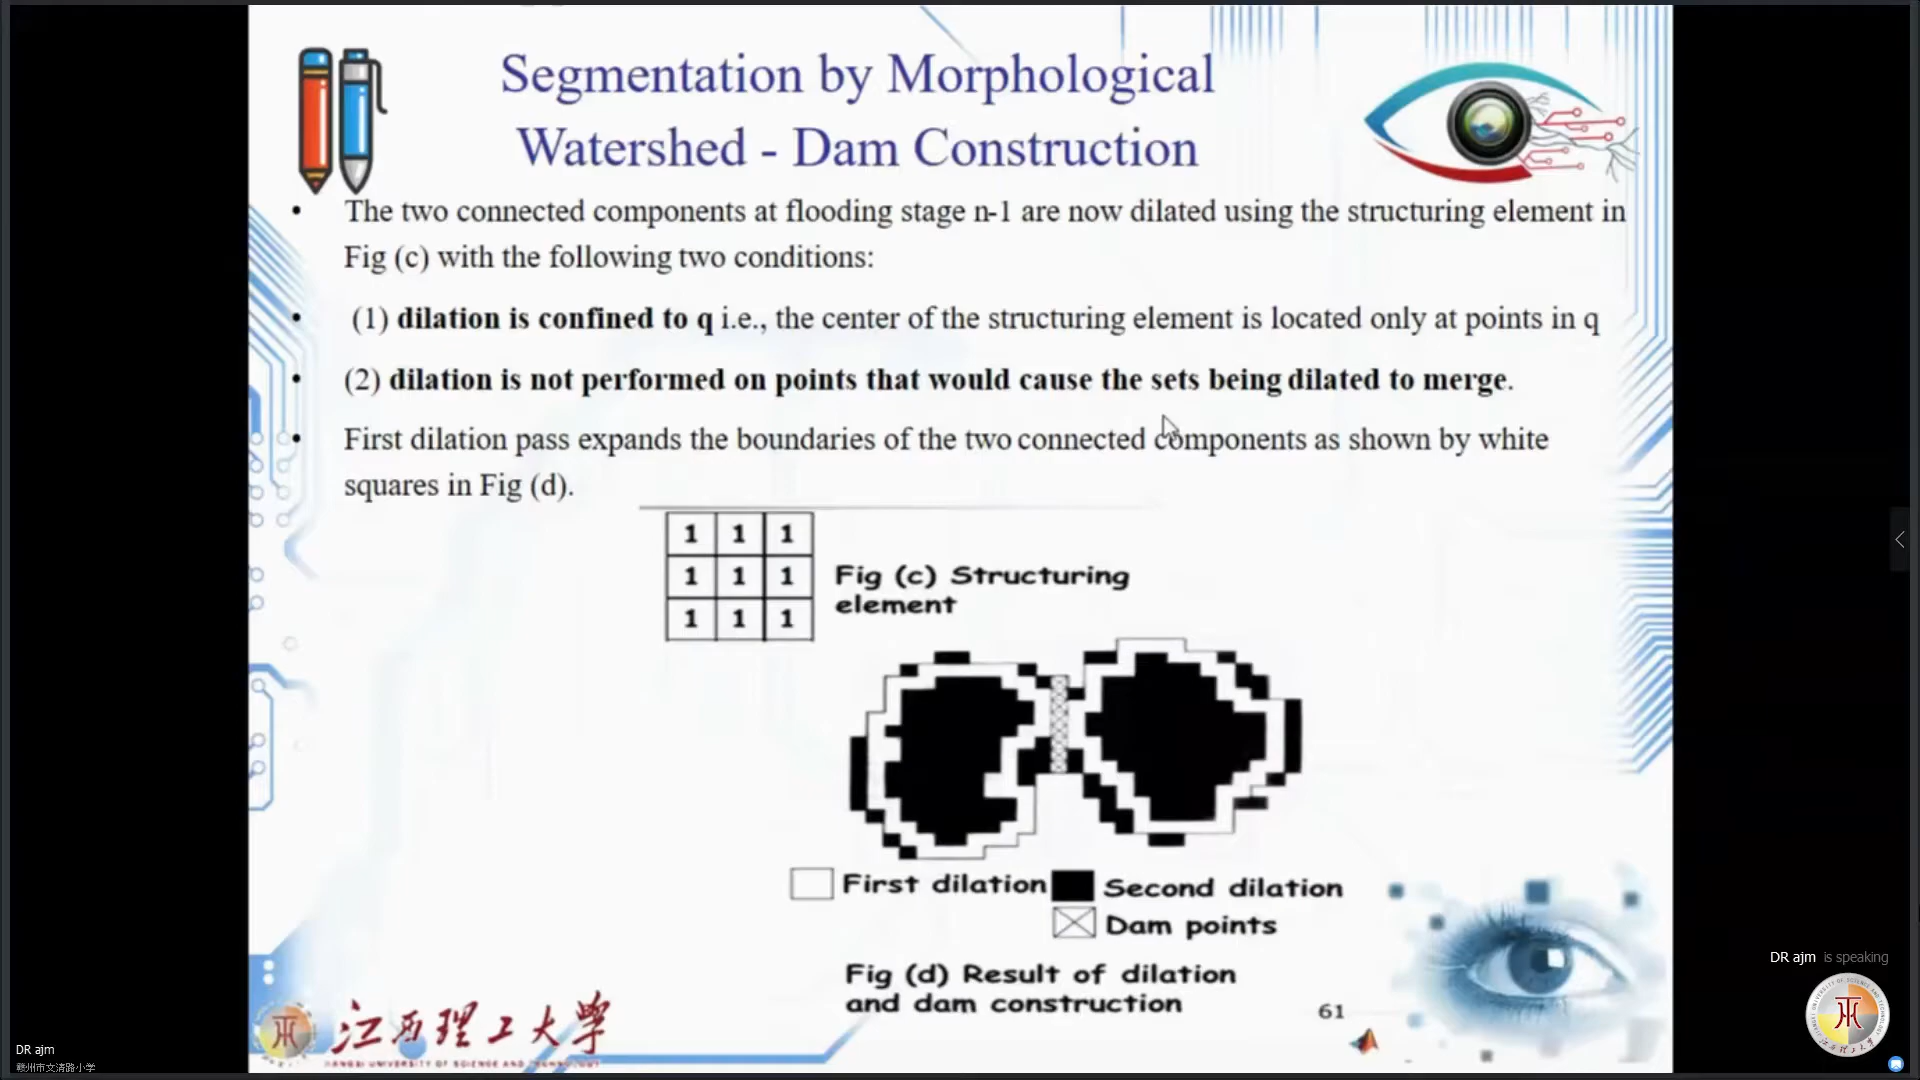 Segmentation by Morphological
Watershed - Dam Construction
• The two connected components at flooding stage n-1 are now dilated using the structuring element in
Fig (c) with the following two conditions:
• (1) dilation is confined to q i.e., the center of the structuring element is located only at points in q
• (2) dilation is not performed on points that would cause the sets being dilated to merge.
• First dilation pass expands the boundaries of the two connected components as shown by white
squares in Fig (d).
1 1 1
1 1 1
1 1 1
Fig (c) Structuring
element
First dilation
Second dilation
Dam points
Fig (d) Result of dilation
and dam construction
61
江西理工大学
JIANGXI UNIVERSITY OF SCIENCE AND TECHNOLOGY
DR ajm is speaking
DR ajm
赣州市文清路小学